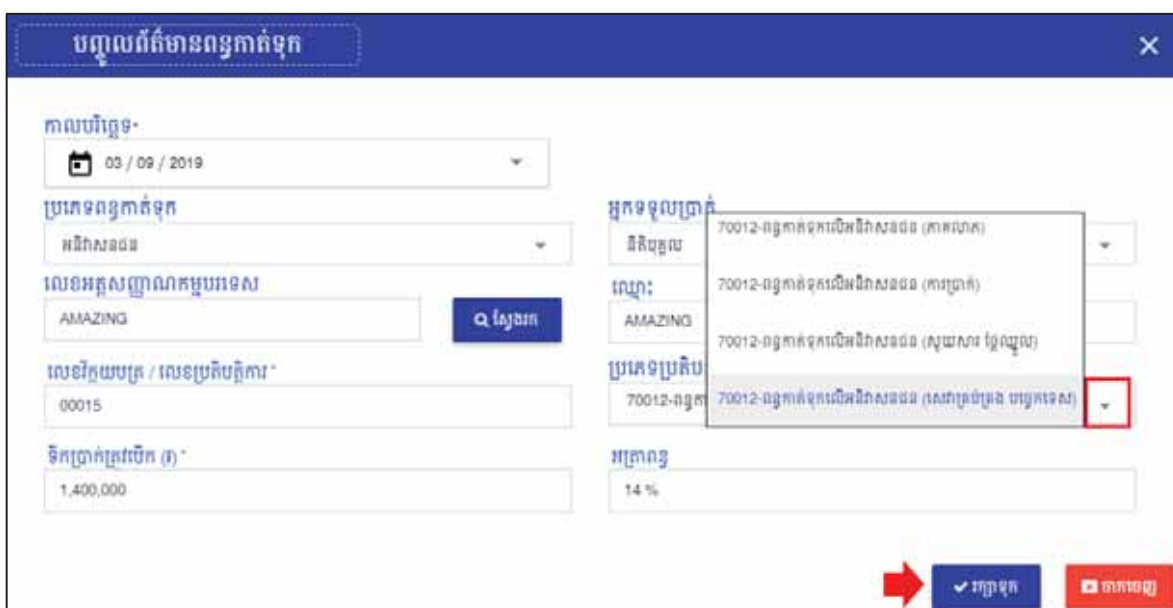 បញ្ចូលព័ត៌មានពន្ធកាត់ទុក
កាលបរិច្ឆេទ*
03 / 09 / 2019
ប្រភេទពន្ធកាត់ទុក
អ្នកទទួលប្រាក់
អនិវាសនជន
នីតិបុគ្គល
70012-ពន្ធកាត់ទុកលើអនិវាសនជន (ភាគលាភ)
70012-ពន្ធកាត់ទុកលើអនិវាសនជន (ការប្រាក់)
70012-ពន្ធកាត់ទុកលើអនិវាសនជន (សួយសារ ថ្លៃឈ្នួល)
70012-ពន្ធកាត់ទុកលើអនិវាសនជន (សេវាគ្រប់គ្រង បច្ចេកទេស)
លេខអត្តសញ្ញាណកម្មបរទេស
ឈ្មោះ
AMAZING
ស្វែងរក
AMAZING
លេខវិក្កយបត្រ / លេខប្រតិបត្តិការ *
ប្រភេទប្រតិប
00015
70012-ពន្ធកា
ទឹកប្រាក់ត្រូវបើក (៛) *
អត្រាពន្ធ
1,400,000
14 %
រក្សាទុក
ចាកចេញ